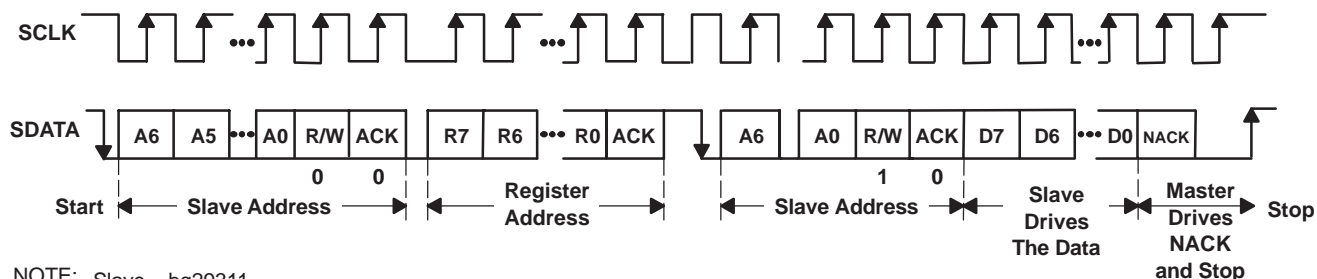 SCLK
••• ••• •••
SDATA
A6 A5 ••• A0 R/W ACK R7 R6 ••• R0 ACK A6 A0 R/W ACK D7 D6 ••• D0 NACK
0 0 1 0
Start Slave Address Register Address Slave Address Slave Drives The Data Master Drives NACK and Stop Stop
NOTE: Slave bq29311